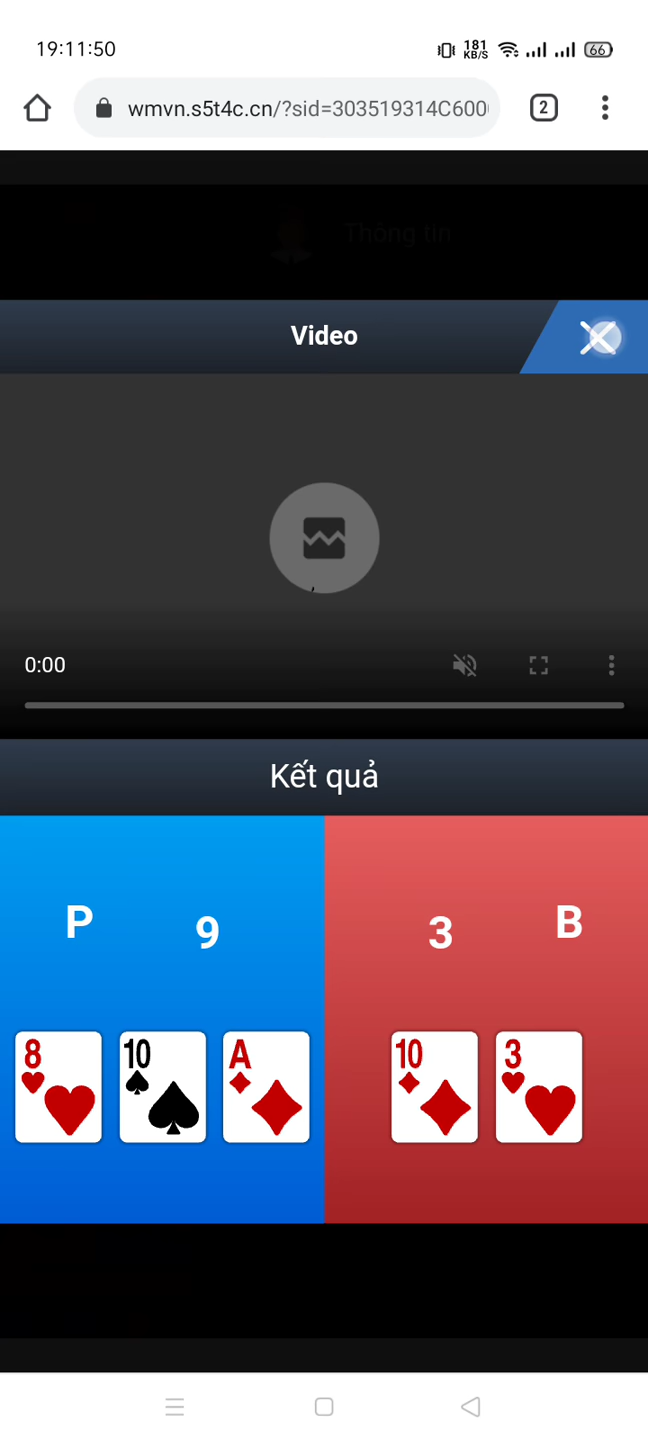 19:11:50
181
KB/S
66
wmvn.s5t4c.cn/?sid=303519314C600
2
Thông tin
Video
0:00
Kết quả
P 9 3 B
8 10 A 10 3